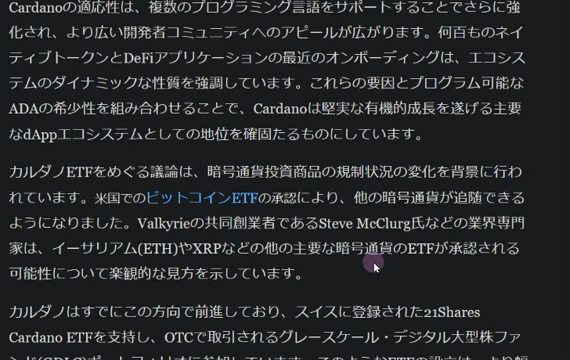 Cardanoの適応性は、複数のプログラミング言語をサポートすることでさらに強
化され、より広い開発者コミュニティへのアピールが広がります。何百ものネイ
ティブトークンとDeFiアプリケーションの最近のオンボーディングは、エコシス
テムのダイナミックな性質を強調しています。これらの要因とプログラム可能な
ADAの希少性を組み合わせることで、Cardanoは堅実な有機的成長を遂げる主要
なdAppエコシステムとしての地位を確固たるものにしています。
カルダノETFをめぐる議論は、暗号通貨投資商品の規制状況の変化を背景に行わ
れています。米国でのビットコインETFの承認により、他の暗号通貨が追随できる
ようになりました。Valkyrieの共同創業者であるSteve McClurg氏などの業界専門
家は、イーサリアム(ETH)やXRPなどの他の主要な暗号通貨のETFが承認される
可能性について楽観的な見方を示しています。
カルダノはすでにこの方向で前進しており、スイスに登録された21Shares
Cardano ETFを支持し、OTCで取引されるグレースケール・デジタル大型株ファ